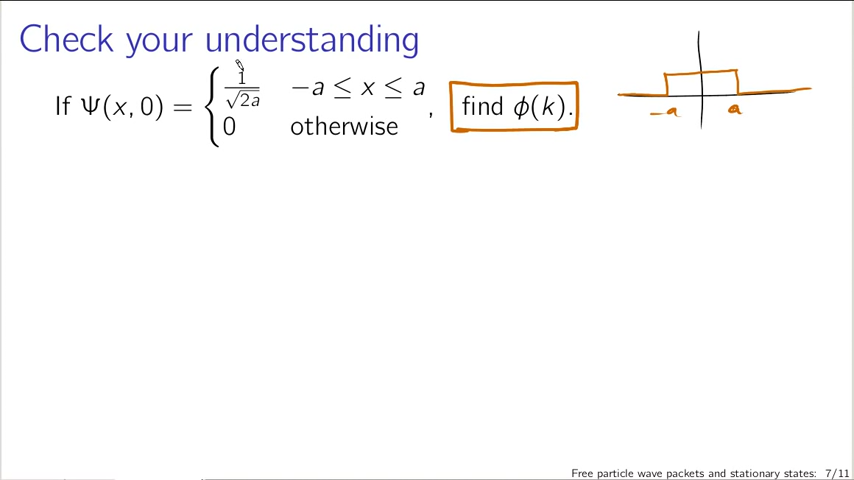 Check your understanding
If Ψ(x, 0) = { 1/√2a   −a ≤ x ≤ a
0   otherwise , find ϕ(k).
−a   a
Free particle wave packets and stationary states: 7/11